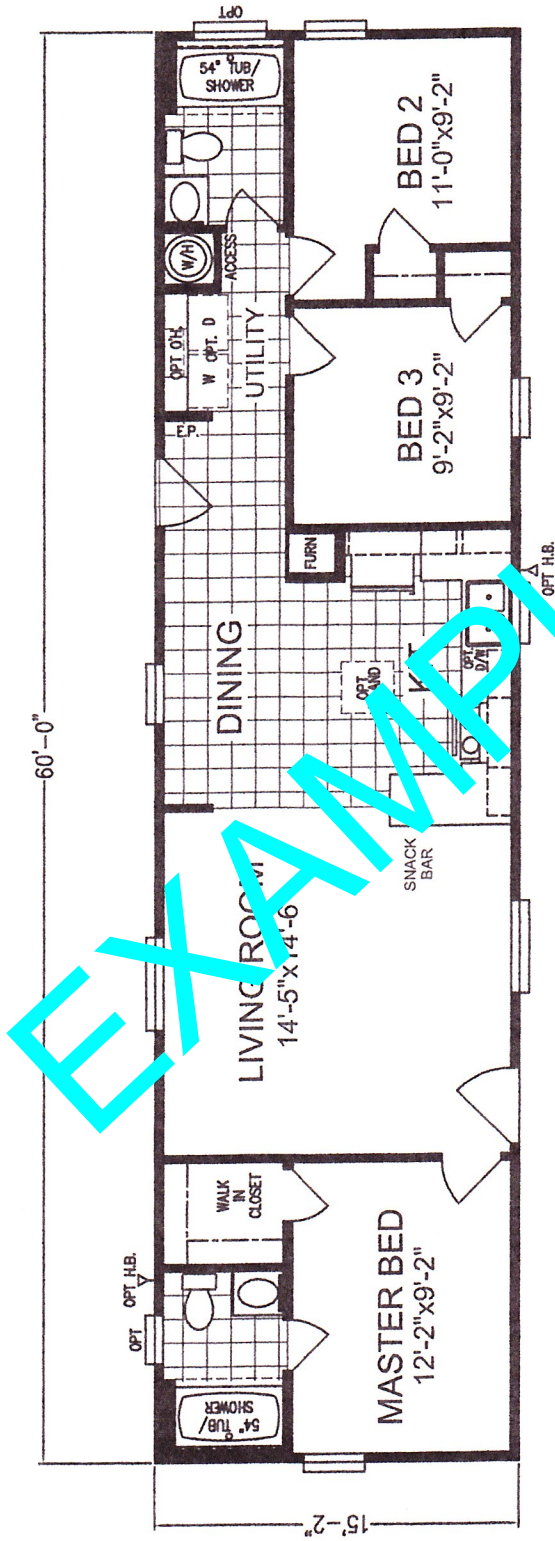 60'-0"
15'-2"
OPT
OPT H.B.
54" TUB/
SHOWER
WALK
IN
CLOSET
MASTER BED
12'-2"x9'-2"
LIVING ROOM
14'-5"x14'-6
SNACK
BAR
DINING
OPT
KIT
OPT.
D/W
OPT H.B.
FURN
E.P.
OPT O'H.
W OPT. D
UTILITY
W/H
ACCESS
54" TUB/
SHOWER
OPT
BED 3
9'-2"x9'-2"
BED 2
11'-0"x9'-2"